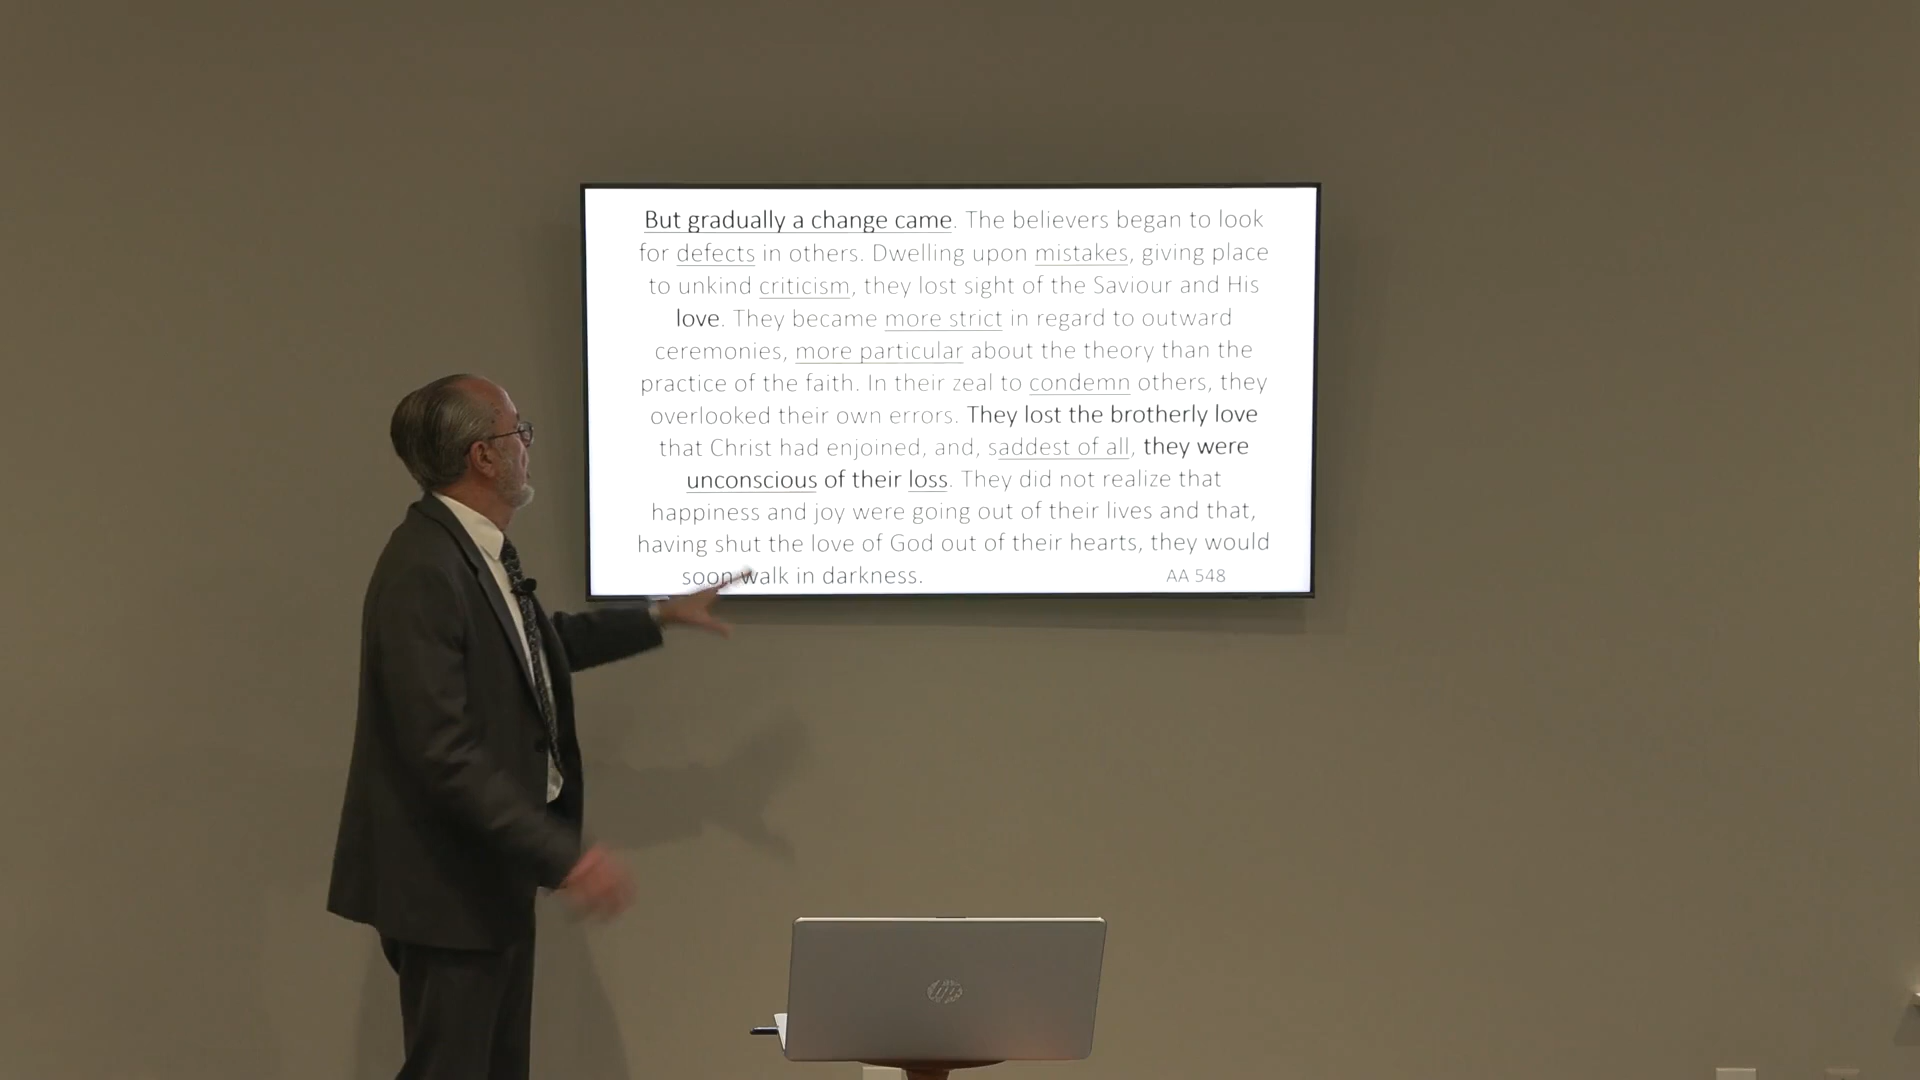 But gradually a change came. The believers began to look
for defects in others. Dwelling upon mistakes, giving place
to unkind criticism, they lost sight of the Saviour and His
love. They became more strict in regard to outward
ceremonies, more particular about the theory than the
practice of the faith. In their zeal to condemn others, they
overlooked their own errors. They lost the brotherly love
that Christ had enjoined, and, saddest of all, they were
unconscious of their loss. They did not realize that
happiness and joy were going out of their lives and that,
having shut the love of God out of their hearts, they would
soon walk in darkness. AA 548
hp